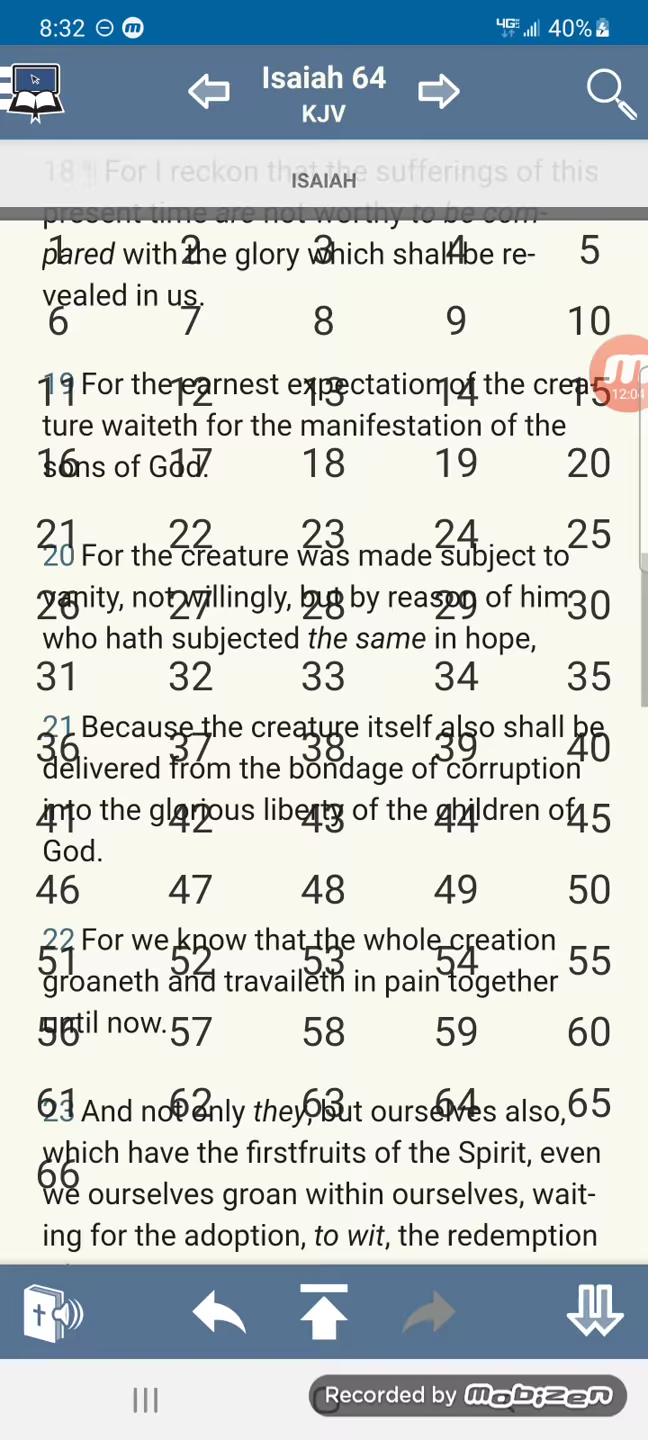 8:32
4GE 40%
Isaiah 64
KJV
ISAIAH
18 ¶ For I reckon that the sufferings of this
present time are not worthy to be com-
pared with the glory which shall be re-
vealed in us.
1 2 3 4 5
6 7 8 9 10
19 For the earnest expectation of the crea-
ture waiteth for the manifestation of the
sons of God.
11 12 13 14 15
12:04
16 17 18 19 20
21 22 23 24 25
20 For the creature was made subject to
vanity, not willingly, but by reason of him
who hath subjected the same in hope,
26 27 28 29 30
31 32 33 34 35
21 Because the creature itself also shall be
delivered from the bondage of corruption
into the glorious liberty of the children of
God.
36 37 38 39 40
41 42 43 44 45
46 47 48 49 50
22 For we know that the whole creation
groaneth and travaileth in pain together
until now.
51 52 53 54 55
56 57 58 59 60
61 62 63 64 65
23 And not only they, but ourselves also,
which have the firstfruits of the Spirit, even
we ourselves groan within ourselves, wait-
ing for the adoption, to wit, the redemption
66
Recorded by Mobizen